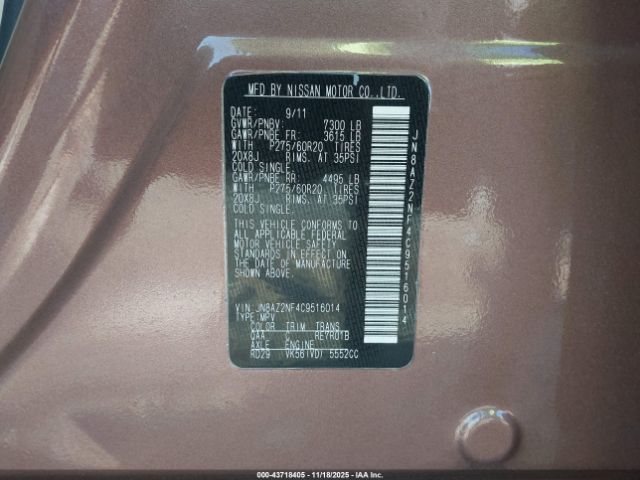 MFD BY NISSAN MOTOR CO.,LTD.
DATE: 9/11
GVWR/PNBV: 7300 LB
GAWR/PNBE FR: 3615 LB
WITH P275/60R20 TIRES
20X8J RIMS, AT 35PSI
COLD SINGLE.
GAWR/PNBE RR: 4495 LB
WITH P275/60R20 TIRES
20X8J RIMS, AT 35PSI
COLD SINGLE.
THIS VEHICLE CONFORMS TO
ALL APPLICABLE FEDERAL
MOTOR VEHICLE SAFETY
STANDARDS IN EFFECT ON
THE DATE OF MANUFACTURE
SHOWN ABOVE.
VIN: JN8AZ2NF4C9516014
TYPE: MPV
COLOR TRIM TRANS
GAA C RE7R01B
AXLE ENGINE
RD29 VK56(VD) 5552CC
JN8AZ2NF4C9516014
000-43718405 - 11/18/2025 - IAA Inc.